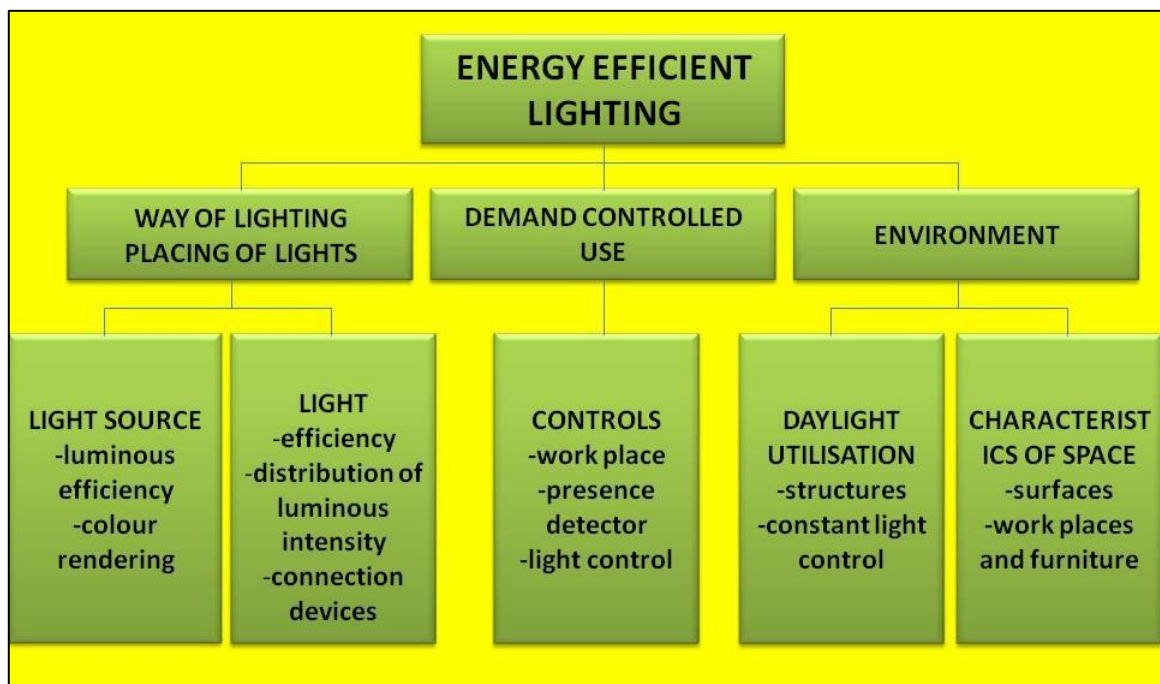 ENERGY EFFICIENT
LIGHTING
WAY OF LIGHTING
PLACING OF LIGHTS
DEMAND CONTROLLED
USE
ENVIRONMENT
LIGHT SOURCE
-luminous
efficiency
-colour
rendering
LIGHT
-efficiency
-distribution of
luminous
intensity
-connection
devices
CONTROLS
-work place
-presence
detector
-light control
DAYLIGHT
UTILISATION
-structures
-constant light
control
CHARACTERIST
ICS OF SPACE
-surfaces
-work places
and furniture